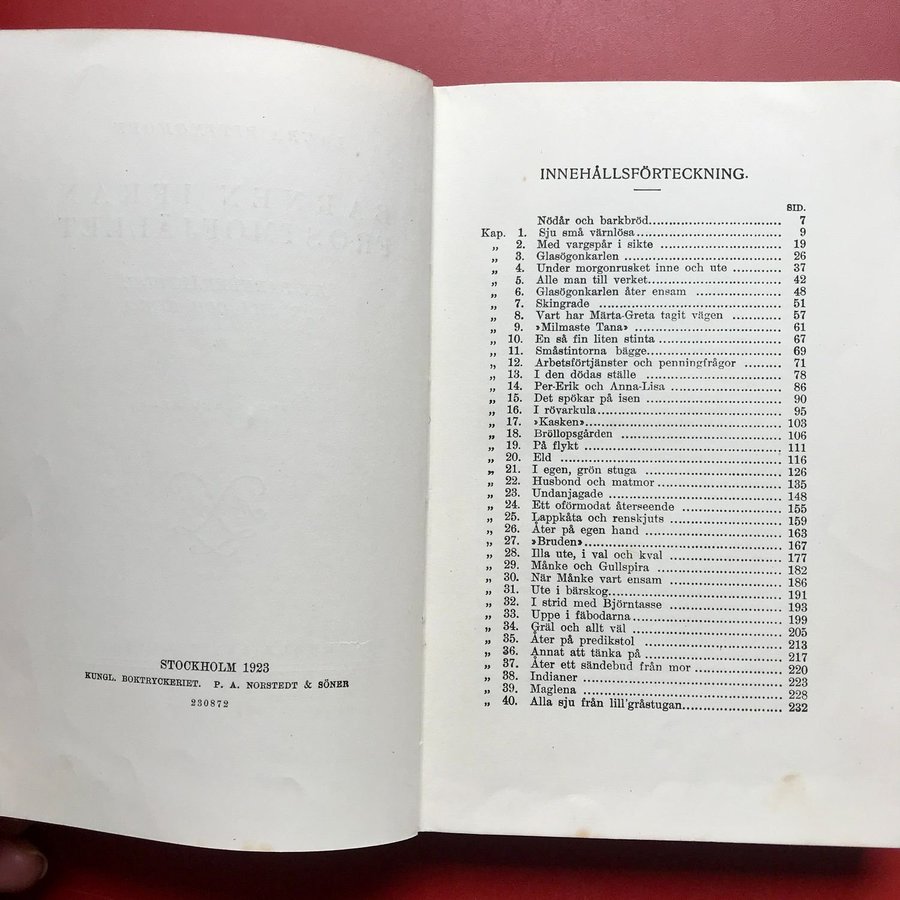 STOCKHOLM 1923
KUNGL. BOKTRYCKERIET. P. A. NORSTEDT & SÖNER
230872
INNEHÅLLSFÖRTECKNING.
SID.
Nödår och barkbröd 7
Kap. 1. Sju små värnlösa 9
„ 2. Med vargspår i sikte 19
„ 3. Glasögonkarlen 26
„ 4. Under morgonrusket inne och ute 37
„ 5. Alle man till verket 42
„ 6. Glasögonkarlen åter ensam 48
„ 7. Skingrade 51
„ 8. Vart har Märta-Greta tagit vägen 57
„ 9. »Milmaste Tana» 61
„ 10. En så fin liten stinta 67
„ 11. Småstintorna bägge 69
„ 12. Arbetsförtjänster och penningfrågor 71
„ 13. I den dödas ställe 78
„ 14. Per-Erik och Anna-Lisa 86
„ 15. Det spökar på isen 90
„ 16. I rövarkula 95
„ 17. »Kasken» 103
„ 18. Bröllopsgården 106
„ 19. På flykt 111
„ 20. Eld 116
„ 21. I egen, grön stuga 126
„ 22. Husbond och matmor 135
„ 23. Undanjagade 148
„ 24. Ett oförmodat återseende 155
„ 25. Lappkåta och renskjuts 159
„ 26. Åter på egen hand 163
„ 27. »Bruden» 167
„ 28. Illa ute, i val och kval 177
„ 29. Månke och Gullspira 182
„ 30. När Månke vart ensam 186
„ 31. Ute i bärskog 191
„ 32. I strid med Björntasse 193
„ 33. Uppe i fäbodarna 199
„ 34. Gräl och allt väl 205
„ 35. Åter på predikstol 213
„ 36. Annat att tänka på 217
„ 37. Åter ett sändebud från mor 220
„ 38. Indianer 223
„ 39. Maglena 228
„ 40. Alla sju från lill'gråstugan 232